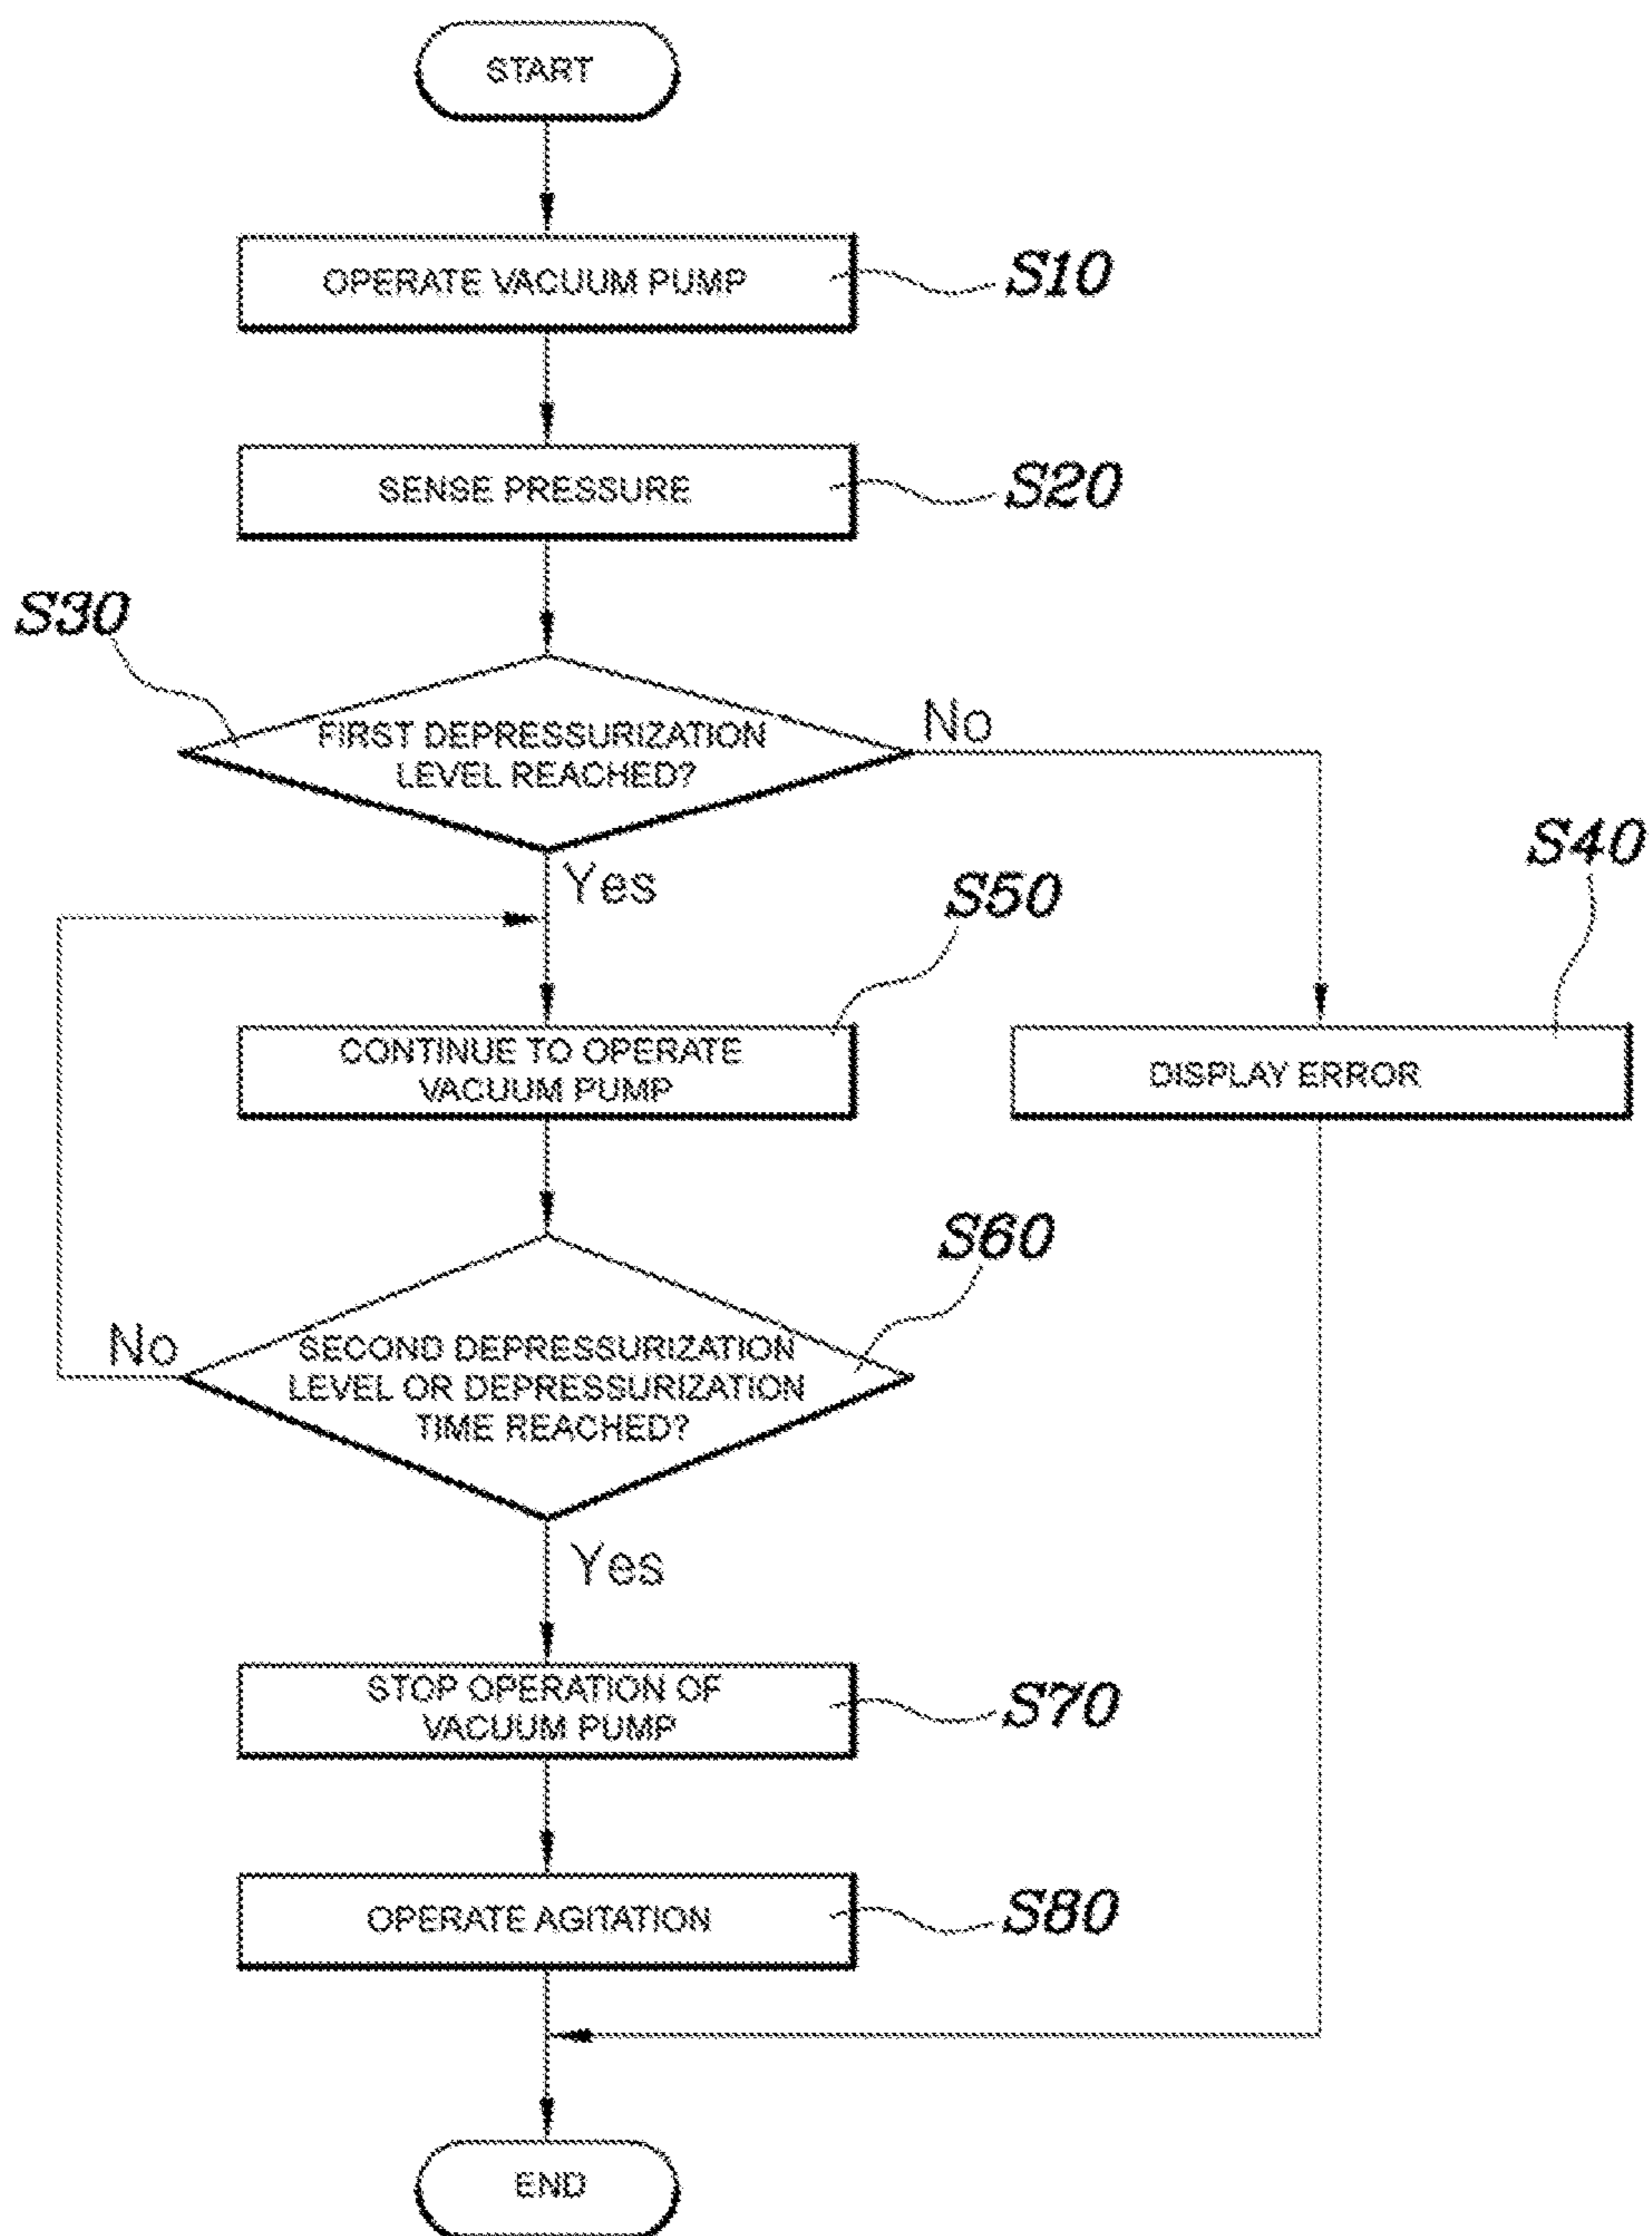 START
OPERATE VACUUM PUMP
S10
SENSE PRESSURE
S20
S30
FIRST DEPRESSURIZATION
LEVEL REACHED?
No
Yes
S40
S50
CONTINUE TO OPERATE
VACUUM PUMP
DISPLAY ERROR
S60
No
SECOND DEPRESSURIZATION
LEVEL OR DEPRESSURIZATION
TIME REACHED?
Yes
STOP OPERATION OF
VACUUM PUMP
S70
OPERATE AGITATION
S80
END